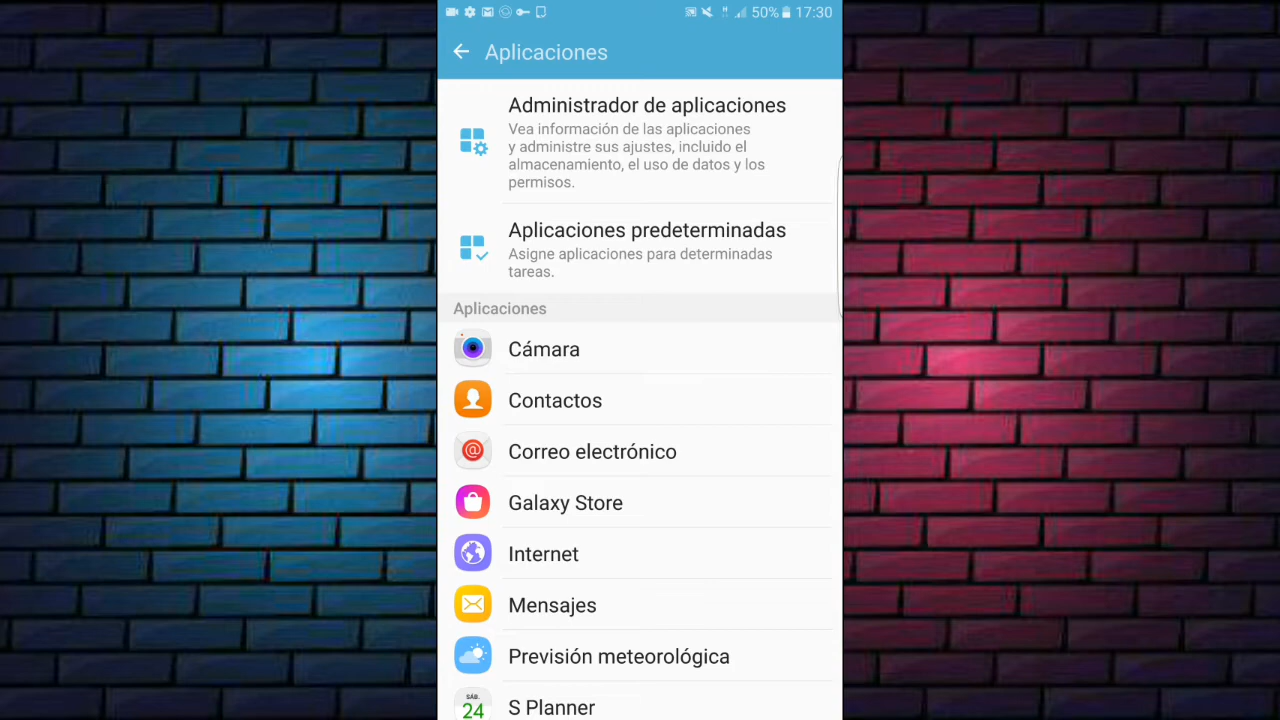 50% 17:30
Aplicaciones
Administrador de aplicaciones
Vea información de las aplicaciones
y administre sus ajustes, incluido el
almacenamiento, el uso de datos y los
permisos.
Aplicaciones predeterminadas
Asigne aplicaciones para determinadas
tareas.
Aplicaciones
Cámara
Contactos
@
Correo electrónico
Galaxy Store
Internet
Mensajes
Previsión meteorológica
SÁB.
24
S Planner